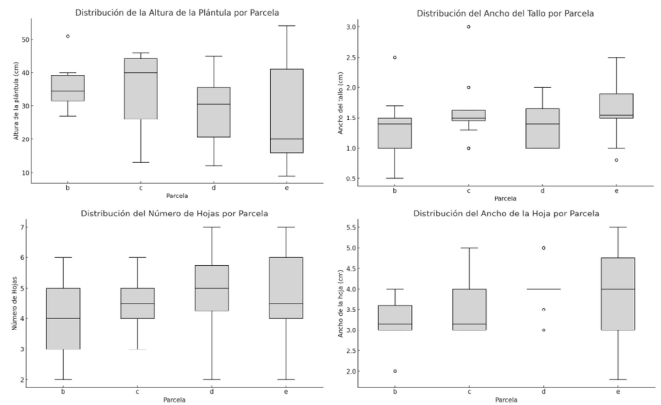 Distribución de la Altura de la Plántula por Parcela
Altura de la plántula (cm)
50
40
30
20
10
b c d e
Parcela
Distribución del Ancho del Tallo por Parcela
Ancho del tallo (cm)
3.0
2.5
2.0
1.5
1.0
0.5
b c d e
Parcela
Distribución del Número de Hojas por Parcela
Número de Hojas
7
6
5
4
3
2
b c d e
Parcela
Distribución del Ancho de la Hoja por Parcela
Ancho de la hoja (cm)
5.5
5.0
4.5
4.0
3.5
3.0
2.5
2.0
b c d e
Parcela